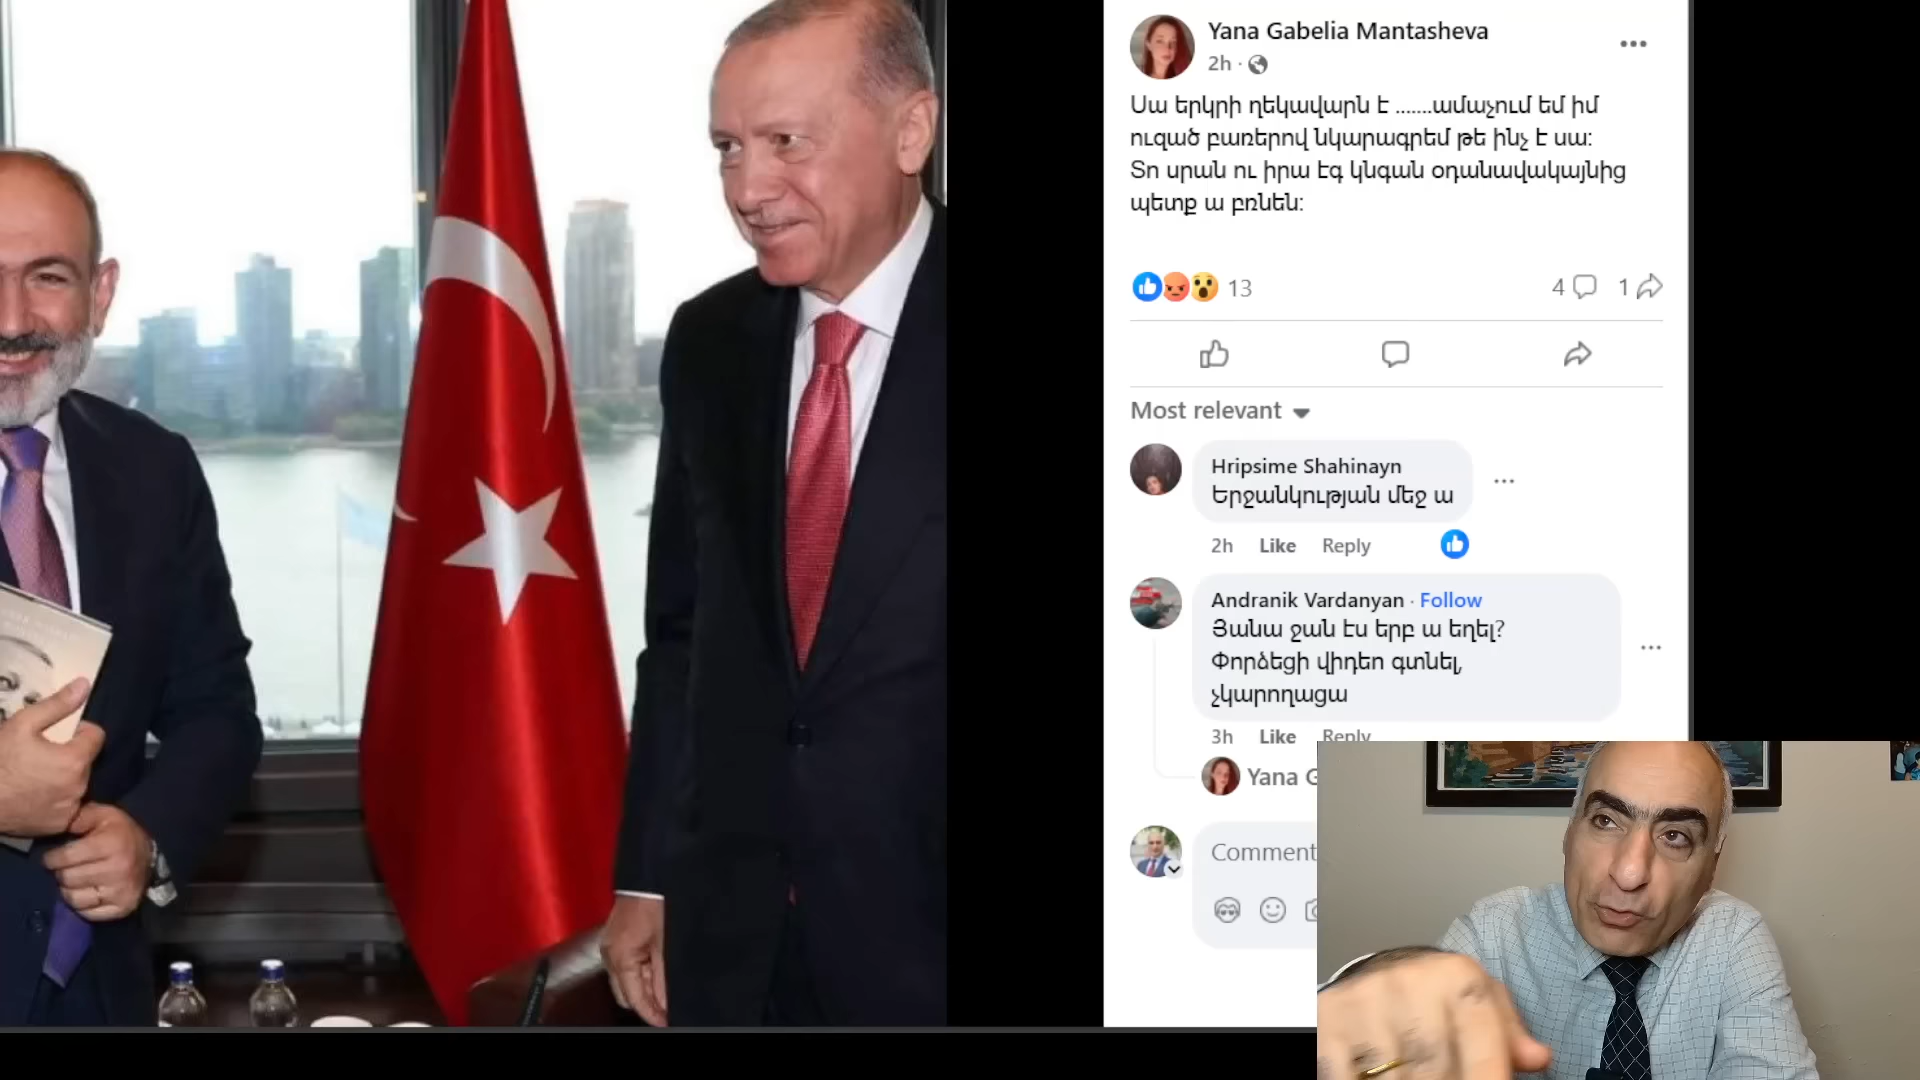 Yana Gabelia Mantasheva
2h ·
Սա երկրի ղեկավարն է .......ամաչում եմ իմ
ուզած բառերով նկարագրեմ թե ինչ է սա:
Տո սրան ու իրա էգ կնգան օդանավակայնից
պետք ա բռնեն:
13
4
1
Most relevant
Hripsime Shahinayn
Երջանկության մեջ ա
2h Like Reply
Andranik Vardanyan · Follow
Յանա ջան էս երբ ա եղել?
Փորձեցի վիդեո գտնել,
չկարողացա
3h Like Reply
Yana G
Comment